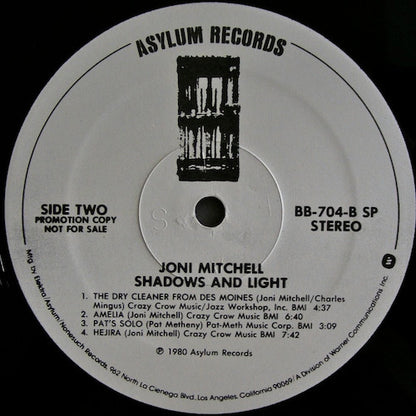 ASYLUM RECORDS
SIDE TWO
PROMOTION COPY
NOT FOR SALE
BB-704-B SP
STEREO
JONI MITCHELL
SHADOWS AND LIGHT
1. THE DRY CLEANER FROM DES MOINES (Joni Mitchell/Charles
Mingus) Crazy Crow Music/Jazz Workshop, Inc. BMI 4:37
2. AMELIA (Joni Mitchell) Crazy Crow Music BMI 6:40
3. PAT'S SOLO (Pat Metheny) Pat-Meth Music Corp. BMI 3:09
4. HEJIRA (Joni Mitchell) Crazy Crow Music BMI 7:42
℗ 1980 Asylum Records
Mfg. by Elektra/Asylum/Nonesuch Records, 962 North La Cienega Blvd., Los Angeles, California 90069/A Division of Warner Communications Inc.